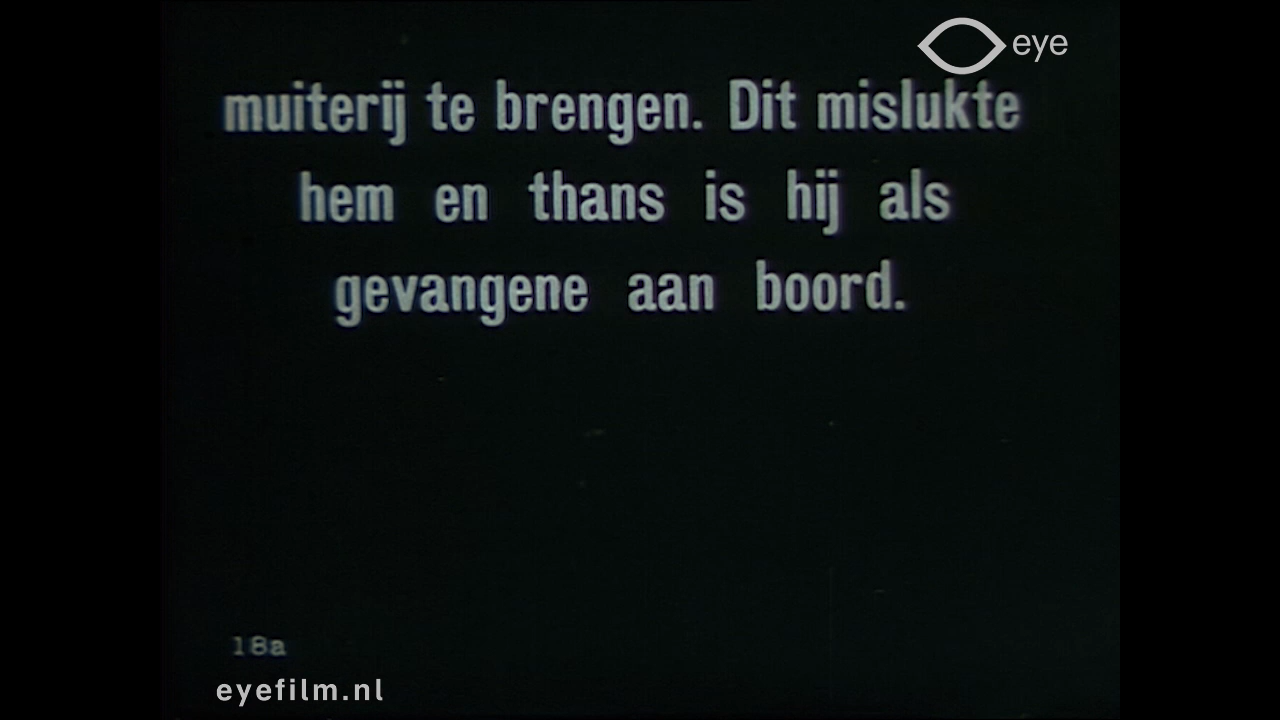 eye
muiterij te brengen. Dit mislukte
hem en thans is hij als
gevangene aan boord.
18a
eyefilm.nl